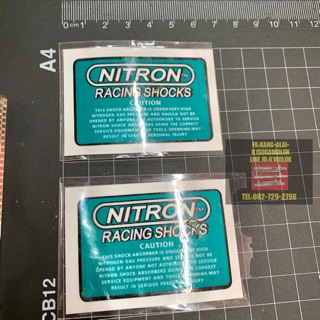 0cm 1 2 3 4 5 6 7 8 9 10 11
A4
NITRON
RACING SHOCKS
CAUTION
THIS SHOCK ABSORBER IS UNDER VERY HIGH
NITROGEN GAS PRESSURE AND SHOULD NOT BE
OPENED BY ANYONE NOT AUTHORISED TO SERVICE
NITRON SHOCK ABSORBERS USING THE CORRECT
SERVICE EQUIPMENT AND TOOLS OPENING MAY
RESULT IN SERIOUS PERSONAL INJURY
TEL.082-729-2796
NITRON
RACING SHOCKS
CAUTION
THIS SHOCK ABSORBER IS UNDER VERY HIGH
NITROGEN GAS PRESSURE AND SHOULD NOT BE
OPENED BY ANYONE NOT AUTHORISED TO SERVICE
NITRON SHOCK ABSORBERS USING THE CORRECT
SERVICE EQUIPMENT AND TOOLS OPENING MAY
RESULT IN SERIOUS PERSONAL INJURY
CB12